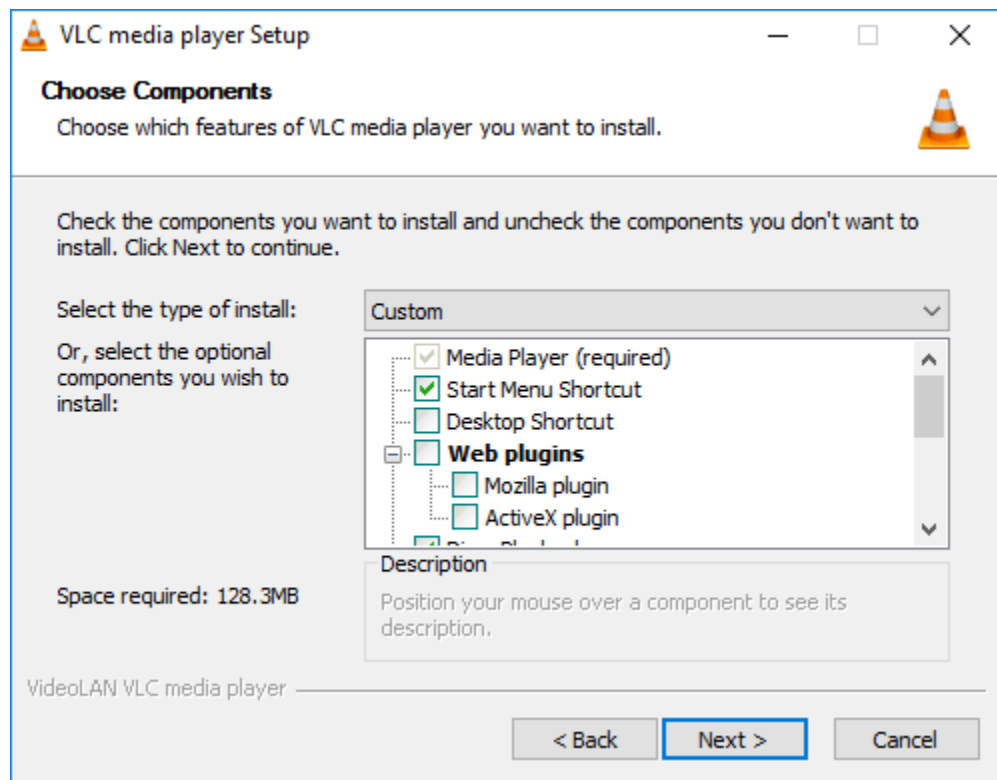 VLC media player Setup
Choose Components
Choose which features of VLC media player you want to install.
Check the components you want to install and uncheck the components you don't want to
install. Click Next to continue.
Select the type of install:
Custom
Or, select the optional
components you wish to
install:
Media Player (required)
Start Menu Shortcut
Desktop Shortcut
Web plugins
Mozilla plugin
ActiveX plugin
Space required: 128.3MB
Description
Position your mouse over a component to see its
description.
VideoLAN VLC media player
< Back
Next >
Cancel